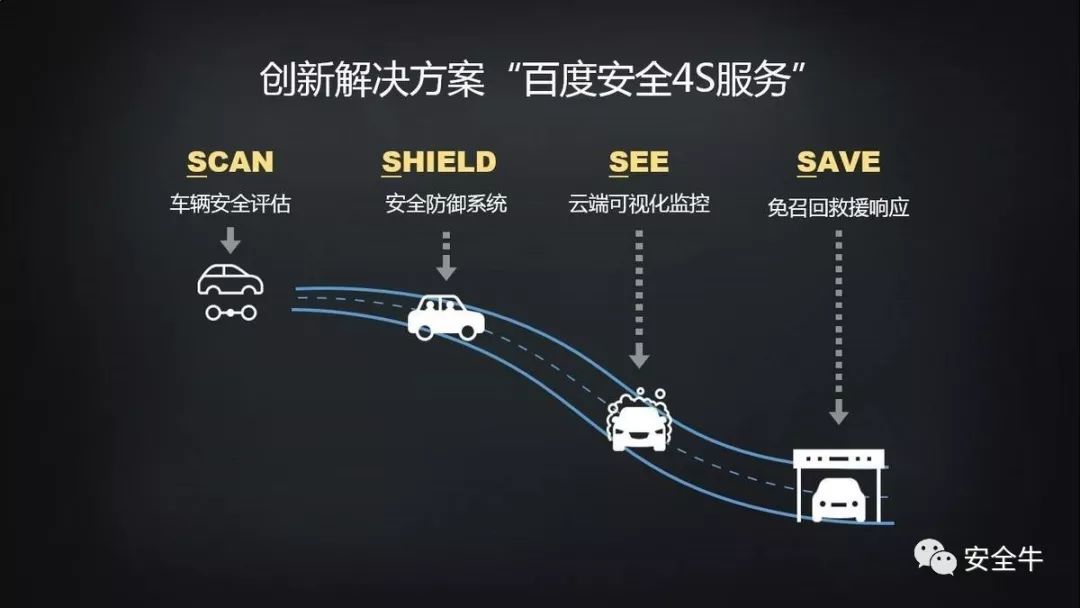 创新解决方案“百度安全4S服务”
SCAN
车辆安全评估
SHIELD
安全防御系统
SEE
云端可视化监控
SAVE
免召回救援响应
安全牛